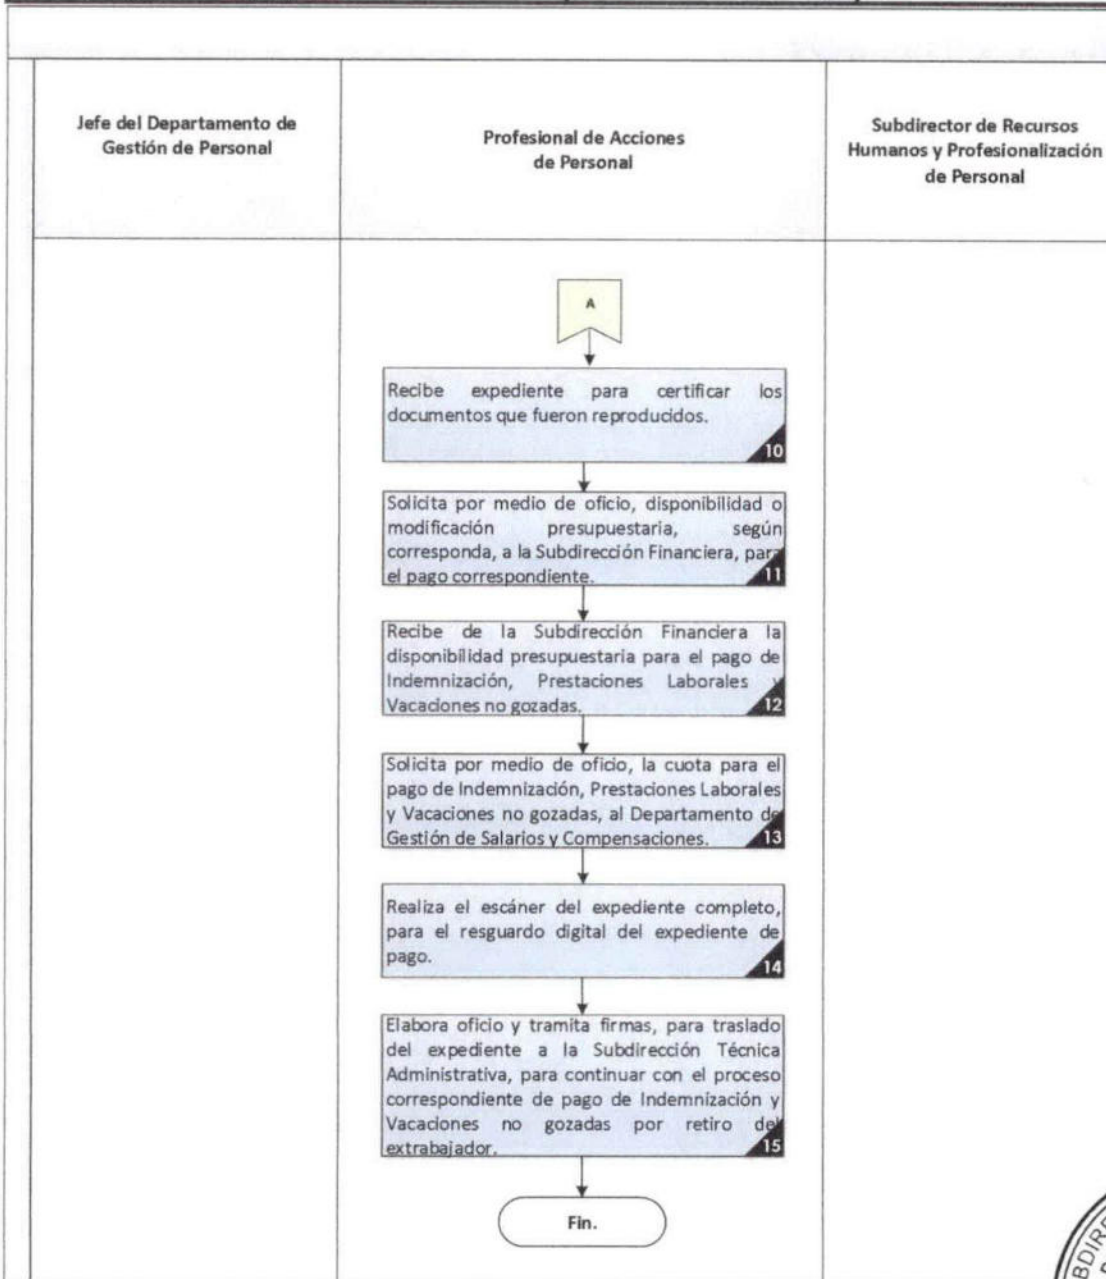 Jefe del Departamento de
Gestión de Personal
Profesional de Acciones
de Personal
Subdirector de Recursos
Humanos y Profesionalización
de Personal
A
Recibe expediente para certificar los
documentos que fueron reproducidos.
10
Solicita por medio de oficio, disponibilidad o
modificación presupuestaria, según
corresponda, a la Subdirección Financiera, para
el pago correspondiente.
11
Recibe de la Subdirección Financiera la
disponibilidad presupuestaria para el pago de
Indemnización, Prestaciones Laborales y
Vacaciones no gozadas.
12
Solicita por medio de oficio, la cuota para el
pago de Indemnización, Prestaciones Laborales
y Vacaciones no gozadas, al Departamento de
Gestión de Salarios y Compensaciones.
13
Realiza el escáner del expediente completo,
para el resguardo digital del expediente de
pago.
14
Elabora oficio y tramita firmas, para traslado
del expediente a la Subdirección Técnica
Administrativa, para continuar con el proceso
correspondiente de pago de Indemnización y
Vacaciones no gozadas por retiro del
extrabajador.
15
Fin.